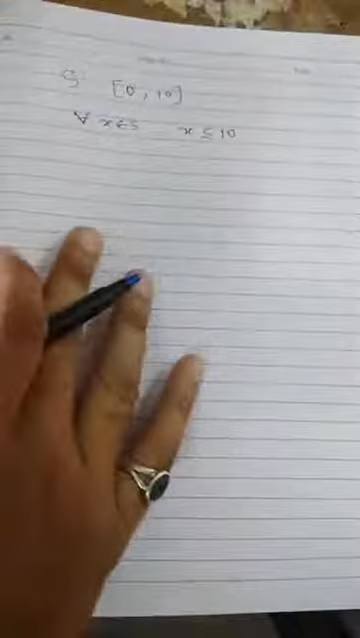 S: [0, 10]
∀ x ∈ S x ≤ 10